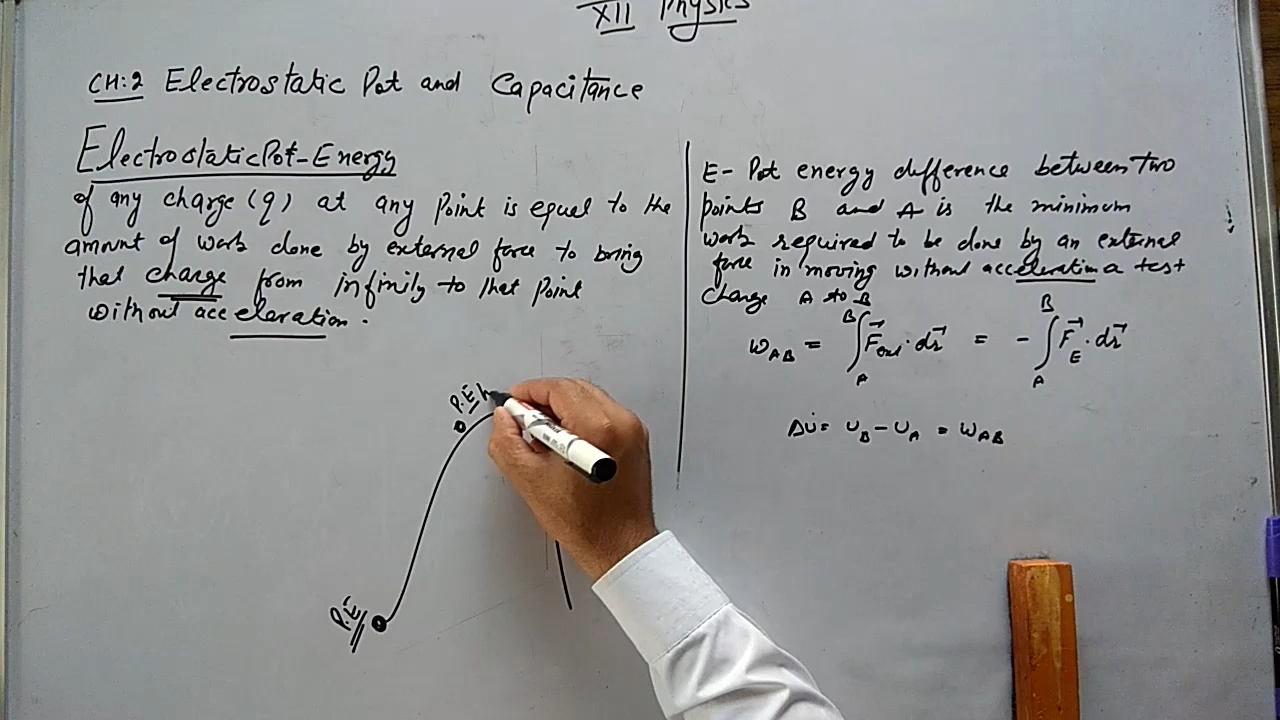 XII Physics
CH:2 Electrostatic Pot and Capacitance
Electrostatic Pot-Energy
of any charge (q) at any point is equal to the
amount of work done by external force to bring
that charge from infinity to that point
without acceleration.
E-Pot energy difference between two
points B and A is the minimum
work required to be done by an external
force in moving without acceleration a test
charge A to B
W_AB = ∫_A^B F⃗_ext · dr⃗ = - ∫_A^B F⃗_E · dr⃗
ΔU = U_B - U_A = W_AB
P.E
P.E